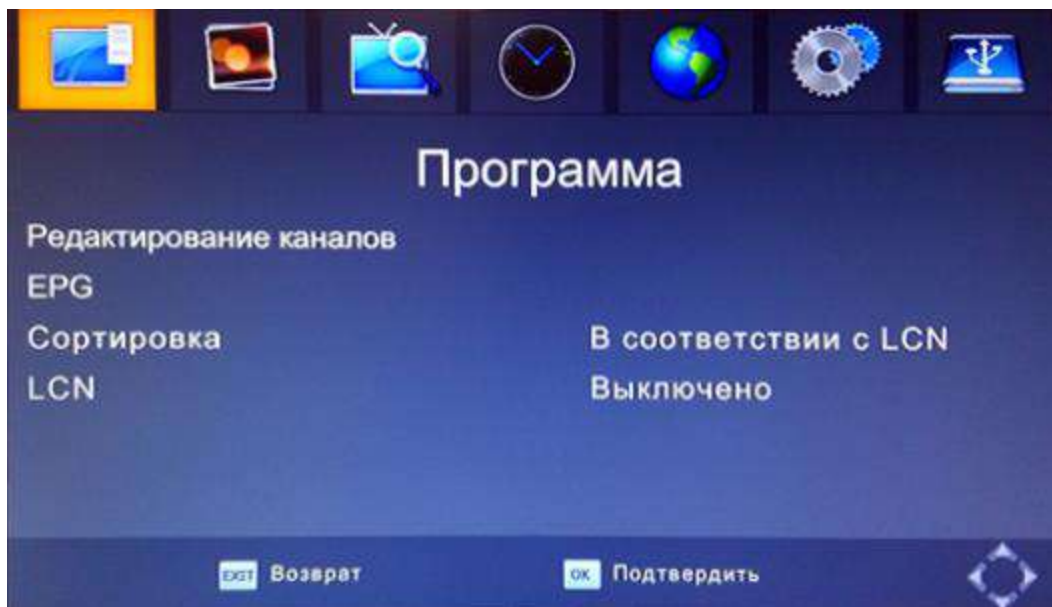 Программа
Редактирование каналов
EPG
Сортировка В соответствии с LCN
LCN Выключено
EXIT Возврат OK Подтвердить